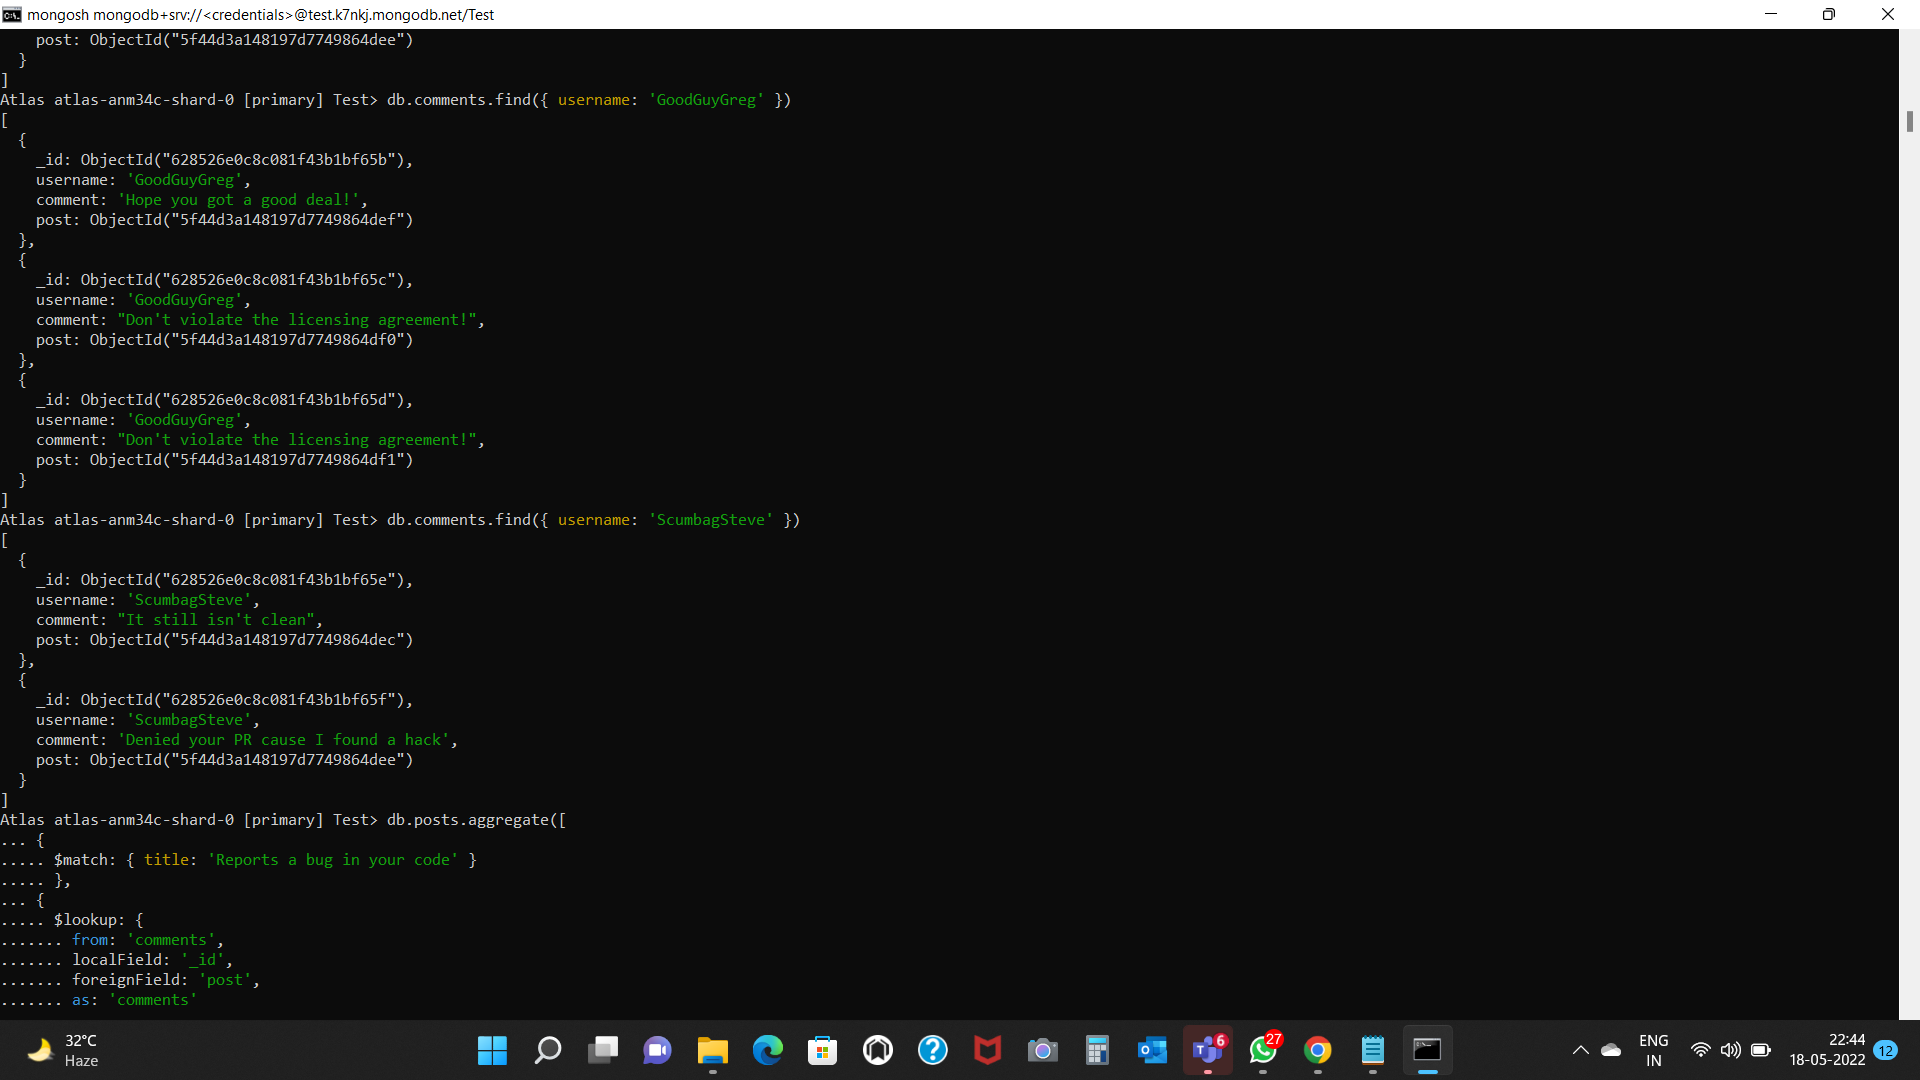 mongosh mongodb+srv://<credentials>@test.k7nkj.mongodb.net/Test
    post: ObjectId("5f44d3a148197d7749864dee")
  }
]
Atlas atlas-anm34c-shard-0 [primary] Test> db.comments.find({ username: 'GoodGuyGreg' })
[
  {
    _id: ObjectId("628526e0c8c081f43b1bf65b"),
    username: 'GoodGuyGreg',
    comment: 'Hope you got a good deal!',
    post: ObjectId("5f44d3a148197d7749864def")
  },
  {
    _id: ObjectId("628526e0c8c081f43b1bf65c"),
    username: 'GoodGuyGreg',
    comment: "Don't violate the licensing agreement!",
    post: ObjectId("5f44d3a148197d7749864df0")
  },
  {
    _id: ObjectId("628526e0c8c081f43b1bf65d"),
    username: 'GoodGuyGreg',
    comment: "Don't violate the licensing agreement!",
    post: ObjectId("5f44d3a148197d7749864df1")
  }
]
Atlas atlas-anm34c-shard-0 [primary] Test> db.comments.find({ username: 'ScumbagSteve' })
[
  {
    _id: ObjectId("628526e0c8c081f43b1bf65e"),
    username: 'ScumbagSteve',
    comment: "It still isn't clean",
    post: ObjectId("5f44d3a148197d7749864dec")
  },
  {
    _id: ObjectId("628526e0c8c081f43b1bf65f"),
    username: 'ScumbagSteve',
    comment: 'Denied your PR cause I found a hack',
    post: ObjectId("5f44d3a148197d7749864dee")
  }
]
Atlas atlas-anm34c-shard-0 [primary] Test> db.posts.aggregate([
... {
..... $match: { title: 'Reports a bug in your code' }
..... },
... {
..... $lookup: {
....... from: 'comments',
....... localField: '_id',
....... foreignField: 'post',
....... as: 'comments'
32°C
Haze
6
27
ENG
IN
22:44
18-05-2022
12